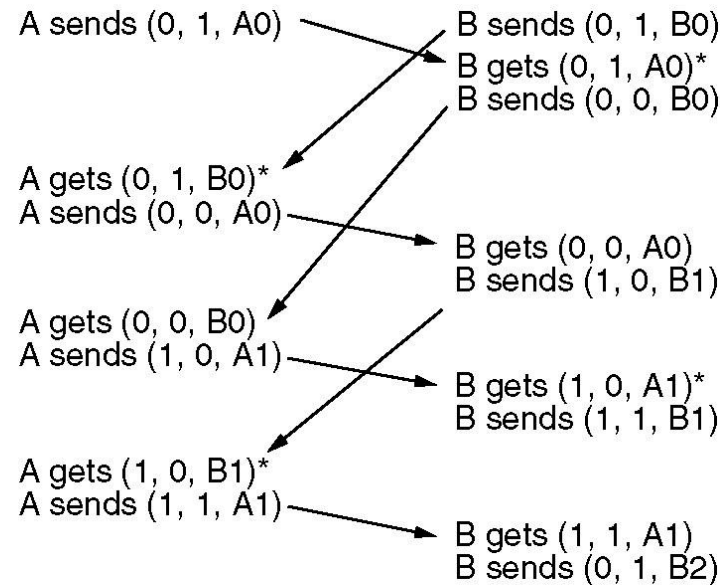 A sends (0, 1, A0)
B sends (0, 1, B0)
B gets (0, 1, A0)*
B sends (0, 0, B0)
A gets (0, 1, B0)*
A sends (0, 0, A0)
B gets (0, 0, A0)
B sends (1, 0, B1)
A gets (0, 0, B0)
A sends (1, 0, A1)
B gets (1, 0, A1)*
B sends (1, 1, B1)
A gets (1, 0, B1)*
A sends (1, 1, A1)
B gets (1, 1, A1)
B sends (0, 1, B2)